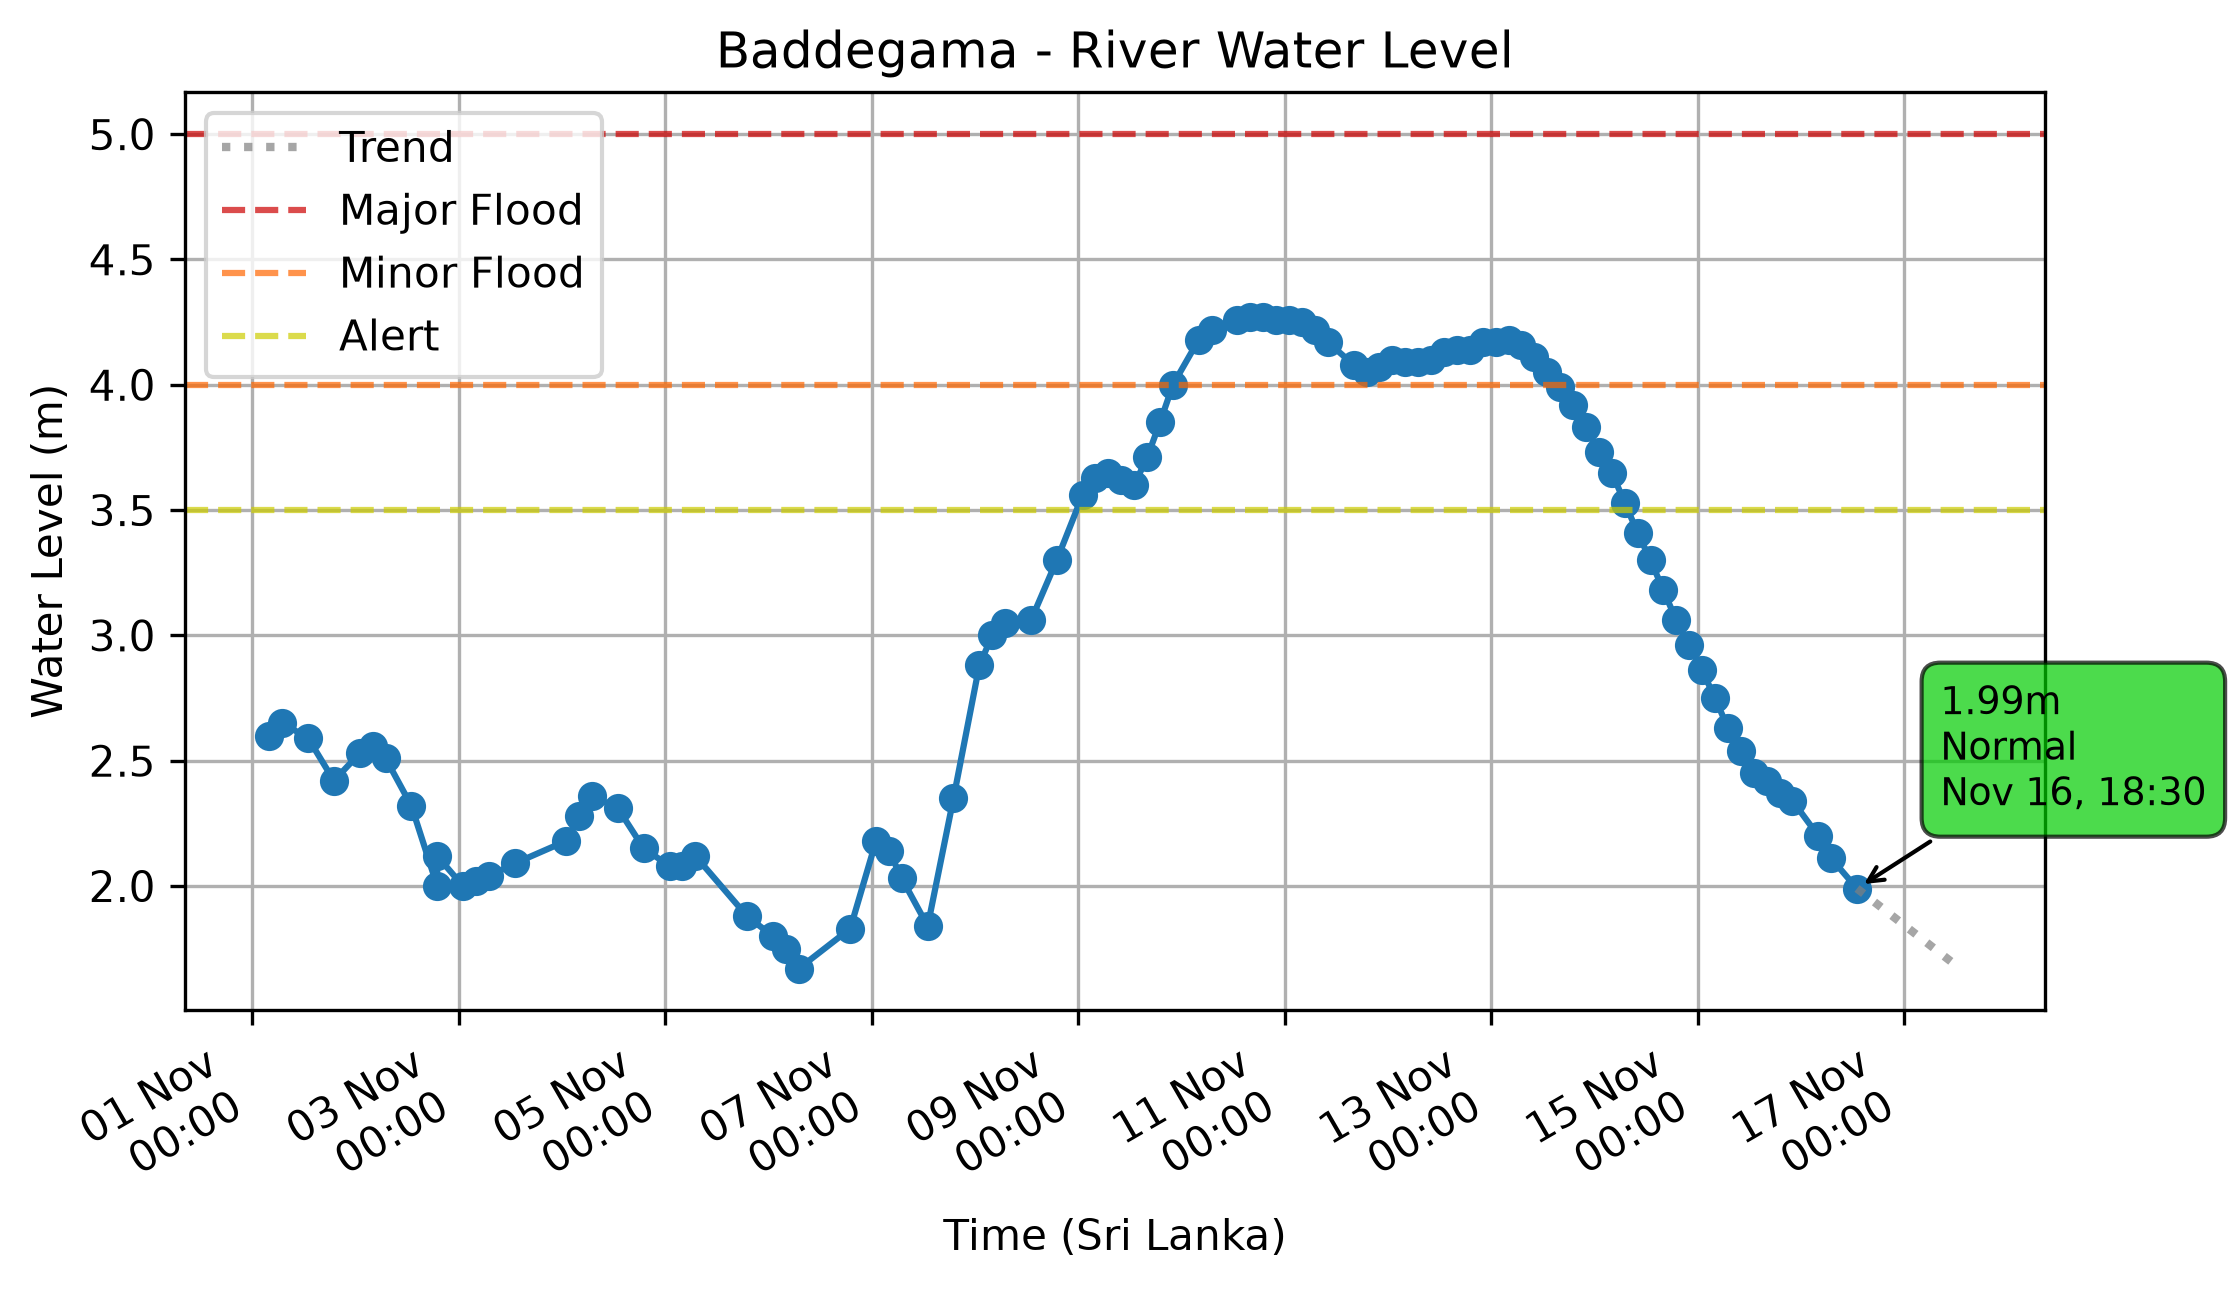 Baddegama - River Water Level
Trend
Major Flood
Minor Flood
Alert
5.0
4.5
4.0
3.5
3.0
2.5
2.0
Water Level (m)
1.99m
Normal
Nov 16, 18:30
01 Nov
00:00
03 Nov
00:00
05 Nov
00:00
07 Nov
00:00
09 Nov
00:00
11 Nov
00:00
13 Nov
00:00
15 Nov
00:00
17 Nov
00:00
Time (Sri Lanka)